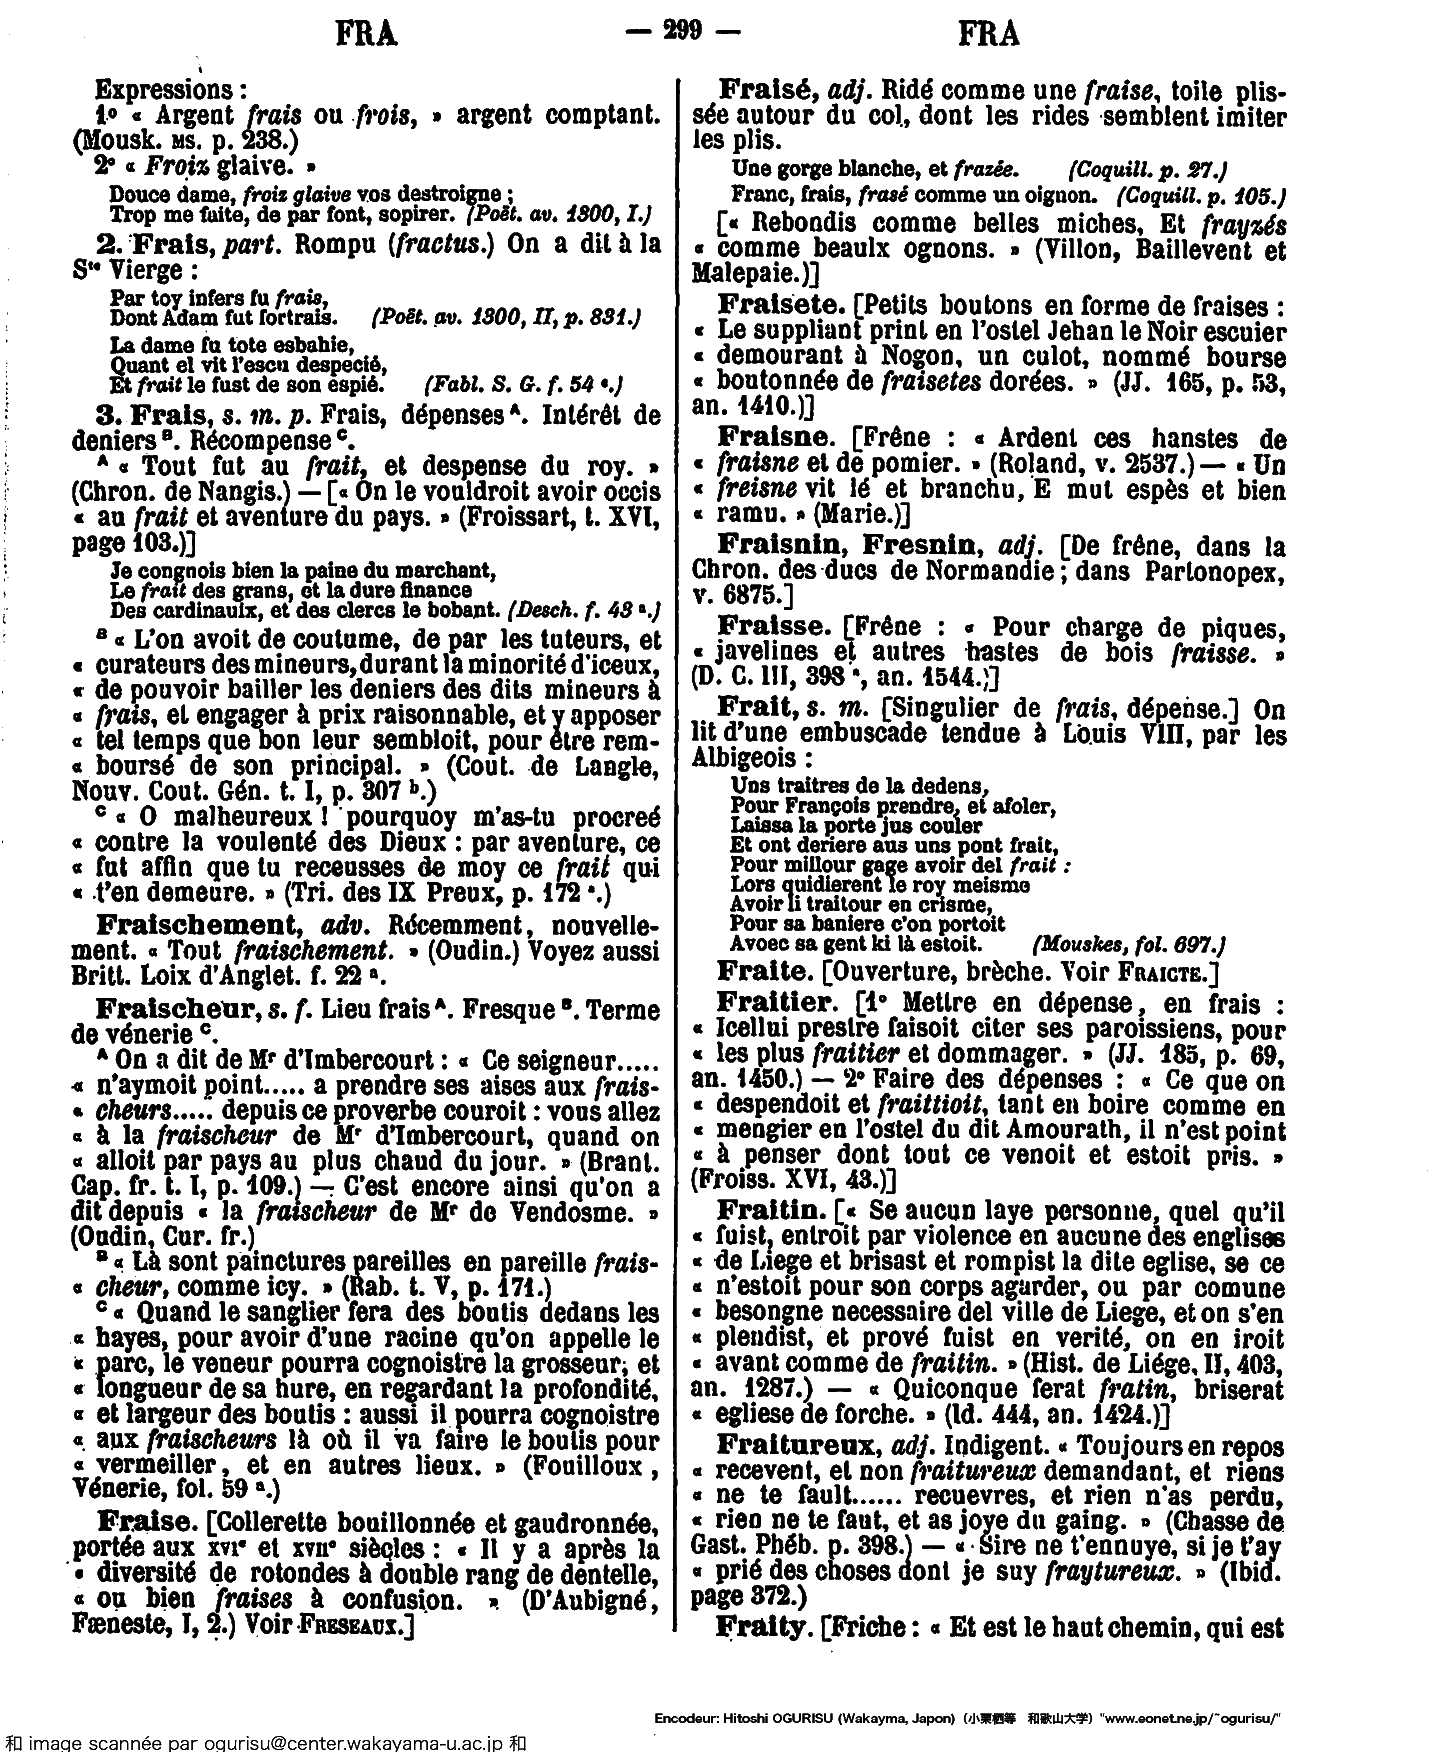 FRA — 299 — FRA
Expressions :
1º « Argent frais ou frois, » argent comptant.
(Mousk. MS. p. 238.)
2º « Froiz glaive. »
Douce dame, froiz glaive vos destroigne ;
Trop me faite, de par font, sopirer. (Poët. av. 1300, I.)
2. Frais, part. Rompu (fractus.) On a dit à la
Ste Vierge :
Par toy infers fu frais,
Dont Adam fut fortrais. (Poët. av. 1300, II, p. 831.)
La dame fu tote esbahie,
Quant el vit l'escu despecié,
Et frait le fust de son espié. (Fabl. S. G. f. 54 a.)
3. Frais, s. m. p. Frais, dépenses A. Intérêt de
deniers B. Récompense C.
A « Tout fut au frait, et despense du roy. »
(Chron. de Nangis.) — [« On le vouldroit avoir occis
« au frait et aventure du pays. » (Froissart, t. XVI,
page 103.)]
Je congnois bien la paine du marchant,
Le frait des grans, et la dure finance
Des cardinaulx, et des clercs le bobant. (Desch. f. 43 a.)
B « L'on avoit de coutume, de par les tuteurs, et
« curateurs des mineurs, durant la minorité d'iceux,
« de pouvoir bailler les deniers des dits mineurs à
« frais, et engager à prix raisonnable, et y apposer
« tel temps que bon leur sembloit, pour être rem-
« boursé de son principal. » (Cout. de Langle,
Nouv. Cout. Gén. t. I, p. 307 b.)
C « O malheureux ! pourquoy m'as-tu procreé
« contre la voulenté des Dieux : par aventure, ce
« fut affin que tu receusses de moy ce frait qui
« t'en demeure. » (Tri. des IX Preux, p. 172 a.)
Fraischement, adv. Récemment, nouvelle-
ment. « Tout fraischement. » (Oudin.) Voyez aussi
Britt. Loix d'Anglet. f. 22 a.
Fraischeur, s. f. Lieu frais A. Fresque B. Terme
de vénerie C.
A On a dit de Mr d'Imbercourt : « Ce seigneur.....
« n'aymoit point..... a prendre ses aises aux frais-
« cheurs..... depuis ce proverbe couroit : vous allez
« à la fraischeur de Mr d'Imbercourt, quand on
« alloit par pays au plus chaud du jour. » (Brant.
Cap. fr. t. I, p. 109.) — C'est encore ainsi qu'on a
dit depuis « la fraischeur de Mr de Vendosme. »
(Oudin, Cur. fr.)
B « Là sont painctures pareilles en pareille frais-
« cheur, comme icy. » (Rab. t. V, p. 171.)
C « Quand le sanglier fera des boutis dedans les
« hayes, pour avoir d'une racine qu'on appelle le
« parc, le veneur pourra cognoistre la grosseur, et
« longueur de sa hure, en regardant la profondité,
« et largeur des boutis : aussi il pourra cognoistre
« aux fraischeurs là où il va faire le boutis pour
« vermeiller, et en autres lieux. » (Fouilloux,
Vénerie, fol. 59 a.)
Fraise. [Collerette bouillonnée et gaudronnée,
portée aux XVIe et XVIIe siècles : « Il y a après la
« diversité de rotondes à double rang de dentelle,
« ou bien fraises à confusion. » (D'Aubigné,
Fæneste, I, 2.) Voir FRESEAUX.]
Fraisé, adj. Ridé comme une fraise, toile plis-
sée autour du col, dont les rides semblent imiter
les plis.
Une gorge blanche, et frazée. (Coquill. p. 27.)
Franc, frais, frasé comme un oignon. (Coquill. p. 105.)
[« Rebondis comme belles miches, Et frayzés
« comme beaulx ognons. » (Villon, Baillevent et
Malepaie.)]
Fraisete. [Petits boutons en forme de fraises :
« Le suppliant print en l'ostel Jehan le Noir escuier
« demourant à Nogon, un culot, nommé bourse
« boutonnée de fraisetes dorées. » (JJ. 165, p. 53,
an. 1410.)]
Fraisne. [Frêne : « Ardent ces hanstes de
« fraisne et de pomier. » (Roland, v. 2537.) — « Un
« freisne vit lé et branchu, E mut espès et bien
« ramu. » (Marie.)]
Fraisnin, Fresnin, adj. [De frêne, dans la
Chron. des ducs de Normandie ; dans Partonopex,
v. 6875.]
Fraisse. [Frêne : « Pour charge de piques,
« javelines et autres hastes de bois fraisse. »
(D. C. III, 398 a, an. 1544.)]
Frait, s. m. [Singulier de frais, dépense.] On
lit d'une embuscade tendue à Louis VIII, par les
Albigeois :
Uns traitres de la dedens,
Pour François prendre, et afoler,
Laissa la porte jus couler
Et ont deriere aus uns pont frait,
Pour millour gage avoir del frait :
Lors quidierent le roy meisme
Avoir li traitour en crisme,
Pour sa baniere c'on portoit
Avoec sa gent ki là estoit. (Mouskes, fol. 697.)
Fraite. [Ouverture, brèche. Voir FRAICTE.]
Fraitier. [1º Mettre en dépense, en frais :
« Icellui prestre faisoit citer ses paroissiens, pour
« les plus fraitier et dommager. » (JJ. 185, p. 69,
an. 1450.) — 2º Faire des dépenses : « Ce que on
« despendoit et fraittioit, tant en boire comme en
« mengier en l'ostel du dit Amourath, il n'est point
« à penser dont tout ce venoit et estoit pris. »
(Froiss. XVI, 43.)]
Fraitin. [« Se aucun laye personne, quel qu'il
« fuist, entroit par violence en aucune des englises
« de Liege et brisast et rompist la dite eglise, se ce
« n'estoit pour son corps agarder, ou par comune
« besongne necessaire del ville de Liege, et on s'en
« plendist, et prové fuist en verité, on en iroit
« avant comme de fraitin. » (Hist. de Liége, II, 403,
an. 1287.) — « Quiconque ferat fratin, briserat
« egliese de forche. » (Id. 444, an. 1424.)]
Fraitureux, adj. Indigent. « Toujours en repos
« recevent, et non fraitureux demandant, et riens
« ne te fault...... recuevres, et rien n'as perdu,
« rien ne te faut, et as joye du gaing. » (Chasse de
Gast. Phéb. p. 398.) — « Sire ne t'ennuye, si je t'ay
« prié des choses dont je suy fraytureux. » (Ibid.
page 372.)
Fraity. [Friche : « Et est le haut chemin, qui est
Encodeur: Hitoshi OGURISU (Wakayma, Japon) (小栗栖等 和歌山大学) "www.eonet.ne.jp/~ogurisu/"
和 image scannée par ogurisu@center.wakayama-u.ac.jp 和